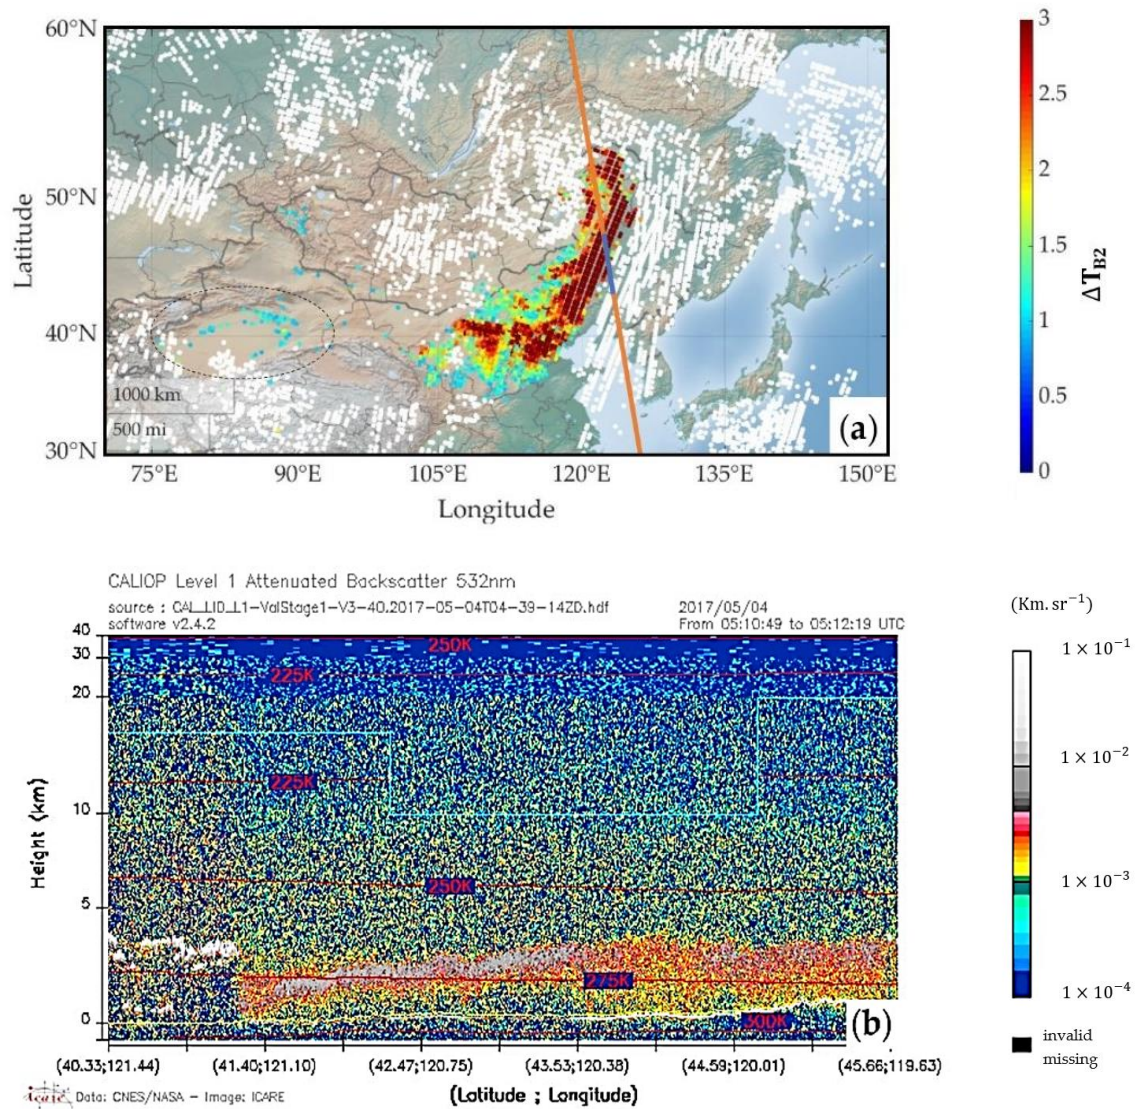 60°N
50°N
40°N
30°N
Latitude
1000 km
500 mi
(a)
75°E 90°E 105°E 120°E 135°E 150°E
Longitude
3
2.5
2
1.5
1
0.5
0
ΔT_B2
CALIOP Level 1 Attenuated Backscatter 532nm
source : CAL_LID_L1-ValStage1-V3-40.2017-05-04T04-39-14ZD.hdf 2017/05/04
software v2.4.2 From 05:10:49 to 05:12:19 UTC
40
30
20
10
5
0
Height (km)
250K
225K
225K
250K
275K
300K
(b)
(40.33;121.44) (41.40;121.10) (42.47;120.75) (43.53;120.38) (44.59;120.01) (45.66;119.63)
(Latitude ; Longitude)
Icare Data: CNES/NASA - Image: ICARE
(Km. sr⁻¹)
1 × 10⁻¹
1 × 10⁻²
1 × 10⁻³
1 × 10⁻⁴
invalid
missing